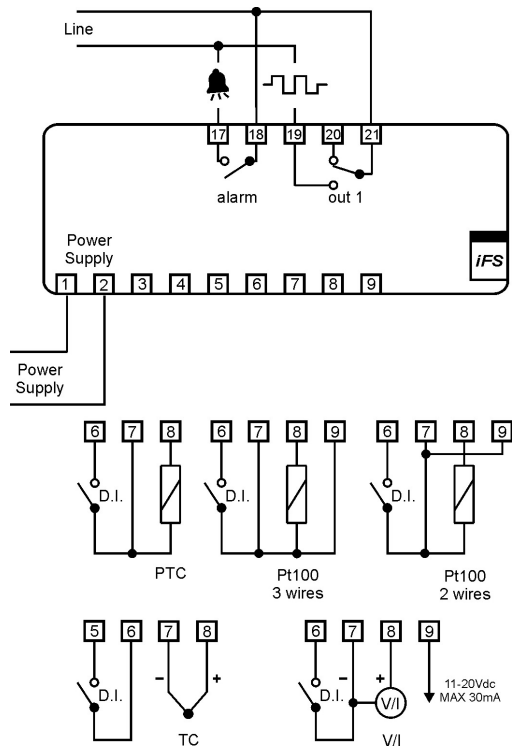 Line
17 18 19 20 21
alarm out 1
Power
Supply
iFS
1 2 3 4 5 6 7 8 9
Power
Supply
6 7 8 6 7 8 9 6 7 8 9
D.I. D.I. D.I.
PTC Pt100 Pt100
3 wires 2 wires
5 6 7 8 6 7 8 9
- + - +
D.I. D.I. V/I 11-20Vdc
MAX 30mA
TC V/I